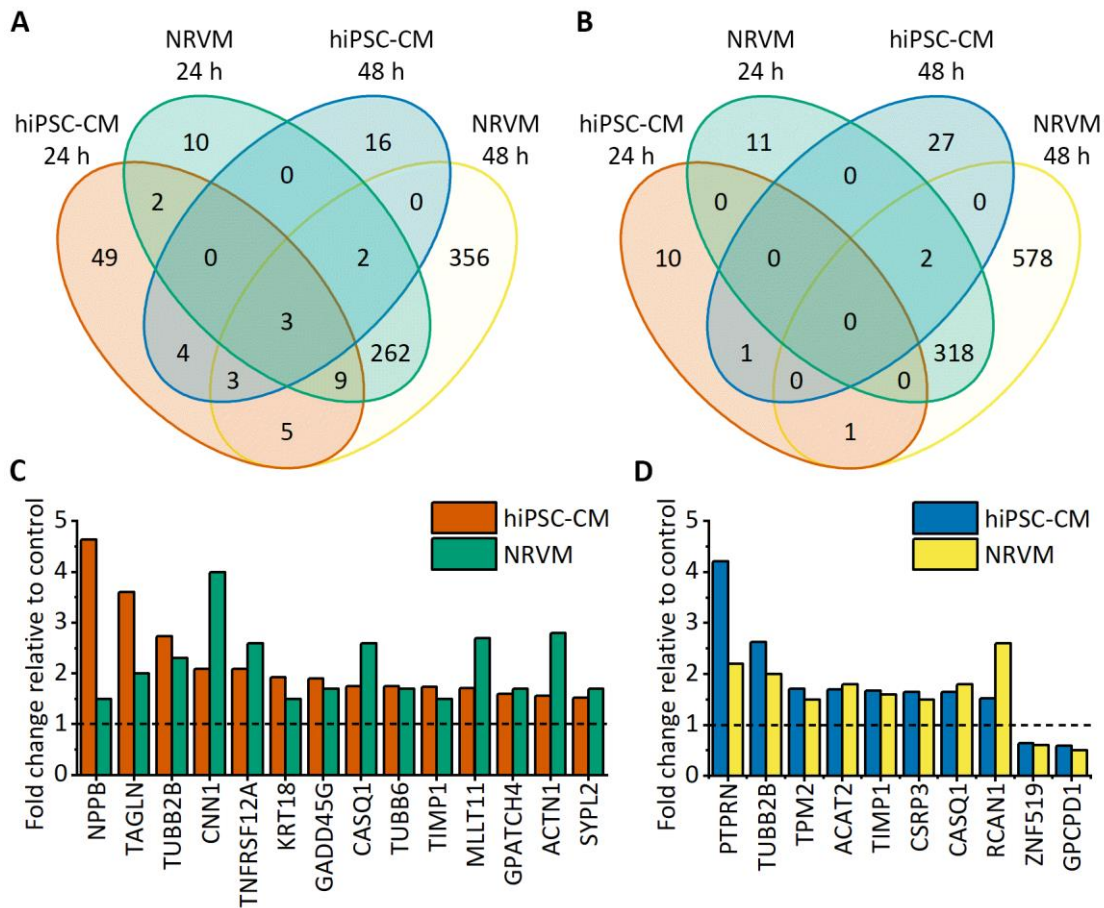 A
NRVM
24 h
hiPSC-CM
48 h
hiPSC-CM
24 h
NRVM
48 h
10
16
0
2
0
49
0
2
356
3
4
262
3
9
5
B
NRVM
24 h
hiPSC-CM
48 h
hiPSC-CM
24 h
NRVM
48 h
11
27
0
0
0
10
0
2
578
0
1
318
0
0
1
C
Fold change relative to control
5
4
3
2
1
0
hiPSC-CM
NRVM
NPPB
TAGLN
TUBB2B
CNN1
TNFRSF12A
KRT18
GADD45G
CASQ1
TUBB6
TIMP1
MLLT11
GPATCH4
ACTN1
SYPL2
D
Fold change relative to control
5
4
3
2
1
0
hiPSC-CM
NRVM
PTPRN
TUBB2B
TPM2
ACAT2
TIMP1
CSRP3
CASQ1
RCAN1
ZNF519
GPCPD1